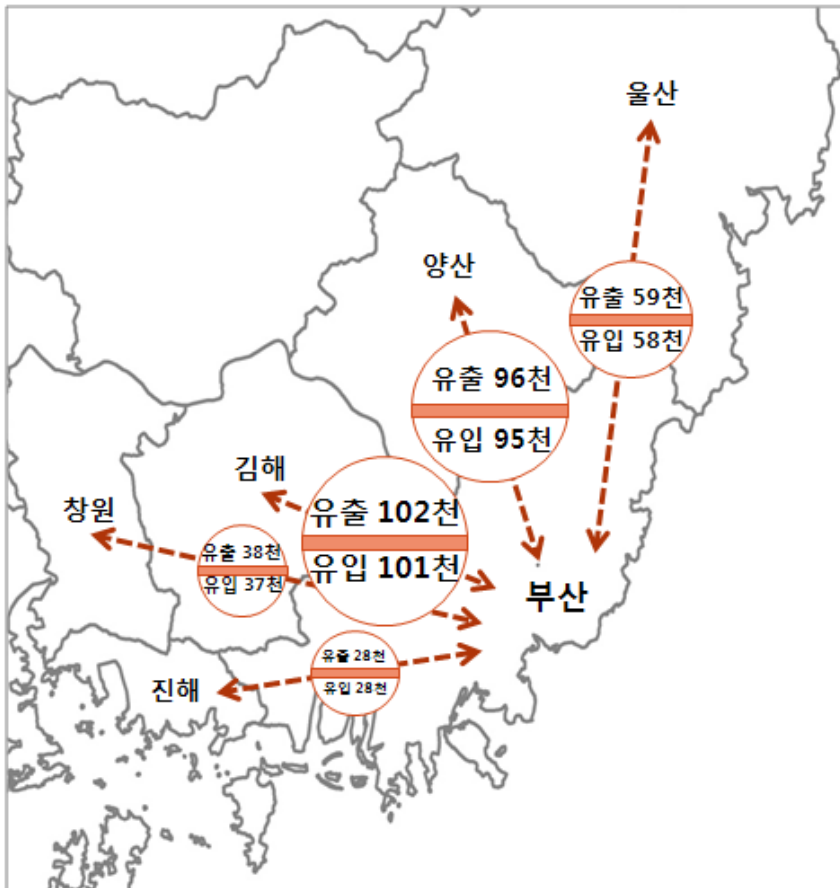 울산
양산
유출 59천
유입 58천
유출 96천
유입 95천
김해
창원
유출 102천
유입 101천
유출 38천
유입 37천
부산
유출 28천
유입 28천
진해